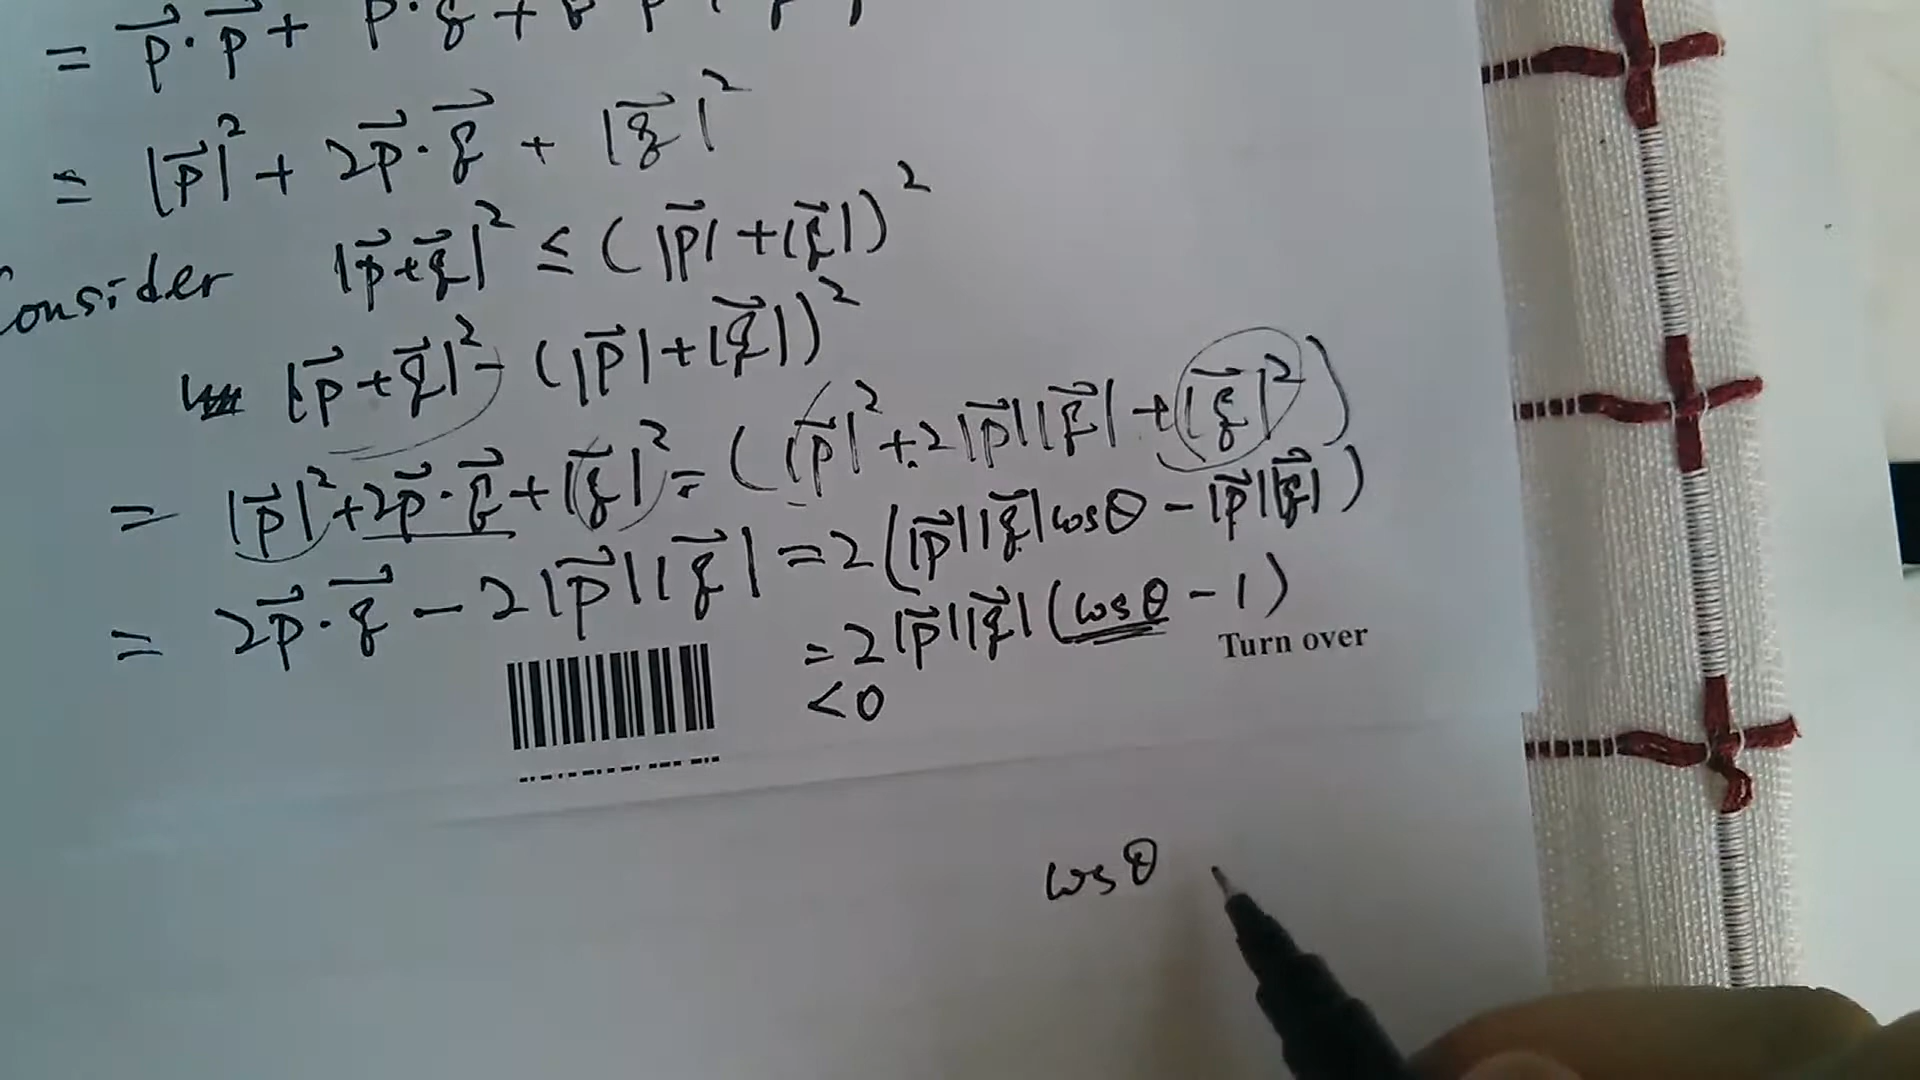 = p⃗·p⃗ + p⃗·q⃗ +
= |p⃗|² + 2p⃗·q⃗ + |q⃗|²
Consider |p⃗+q⃗|² ≤ (|p⃗|+|q⃗|)²
|p⃗+q⃗|² - (|p⃗|+|q⃗|)²
= |p⃗|²+2p⃗·q⃗+|q⃗|² - (|p⃗|²+2|p⃗||q⃗|+|q⃗|²)
= 2p⃗·q⃗ - 2|p⃗||q⃗| = 2(|p⃗||q⃗|cosθ - |p⃗||q⃗|)
= 2|p⃗||q⃗|(cosθ - 1)
Turn over
<0
cosθ